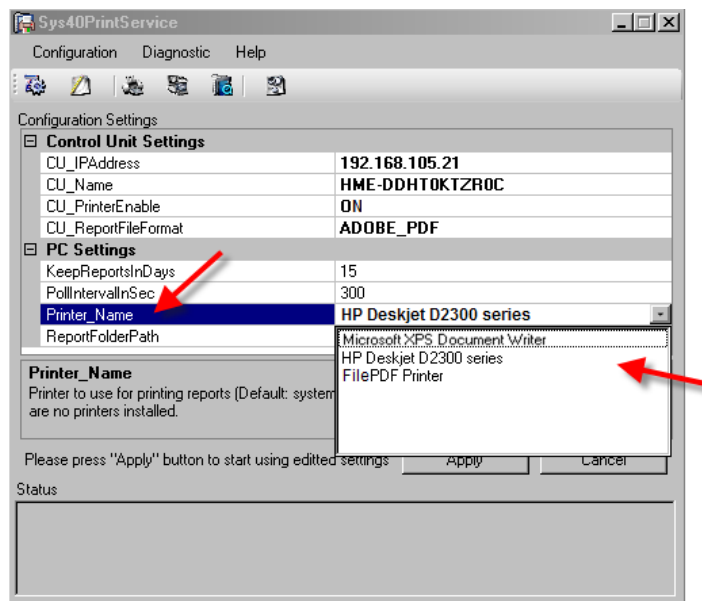 Sys40PrintService
Configuration Diagnostic Help
Configuration Settings
Control Unit Settings
CU_IPAddress 192.168.105.21
CU_Name HME-DDHT0KTZR0C
CU_PrinterEnable ON
CU_ReportFileFormat ADOBE_PDF
PC Settings
KeepReportsInDays 15
PollIntervalInSec 300
Printer_Name HP Deskjet D2300 series
ReportFolderPath
Microsoft XPS Document Writer
HP Deskjet D2300 series
FilePDF Printer
Printer_Name
Printer to use for printing reports (Default: system
are no printers installed.
Please press "Apply" button to start using editted settings Apply Cancel
Status